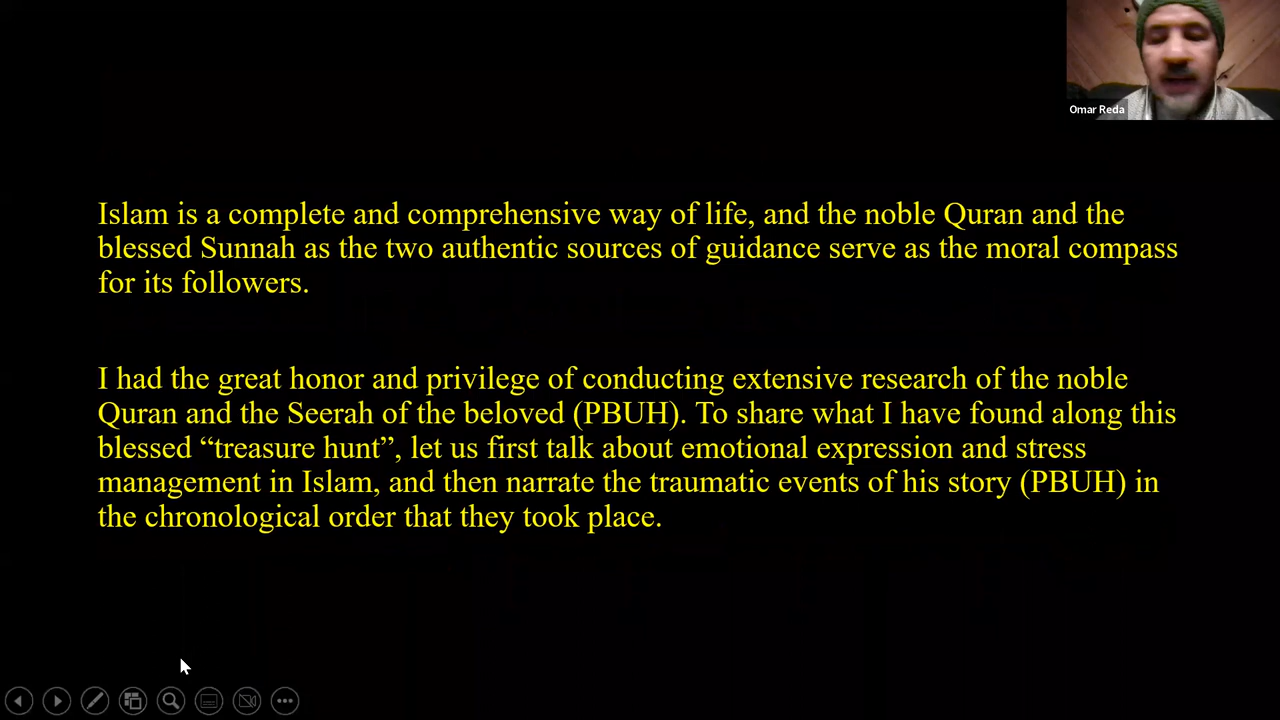 Omar Reda
Islam is a complete and comprehensive way of life, and the noble Quran and the
blessed Sunnah as the two authentic sources of guidance serve as the moral compass
for its followers.
I had the great honor and privilege of conducting extensive research of the noble
Quran and the Seerah of the beloved (PBUH). To share what I have found along this
blessed “treasure hunt”, let us first talk about emotional expression and stress
management in Islam, and then narrate the traumatic events of his story (PBUH) in
the chronological order that they took place.